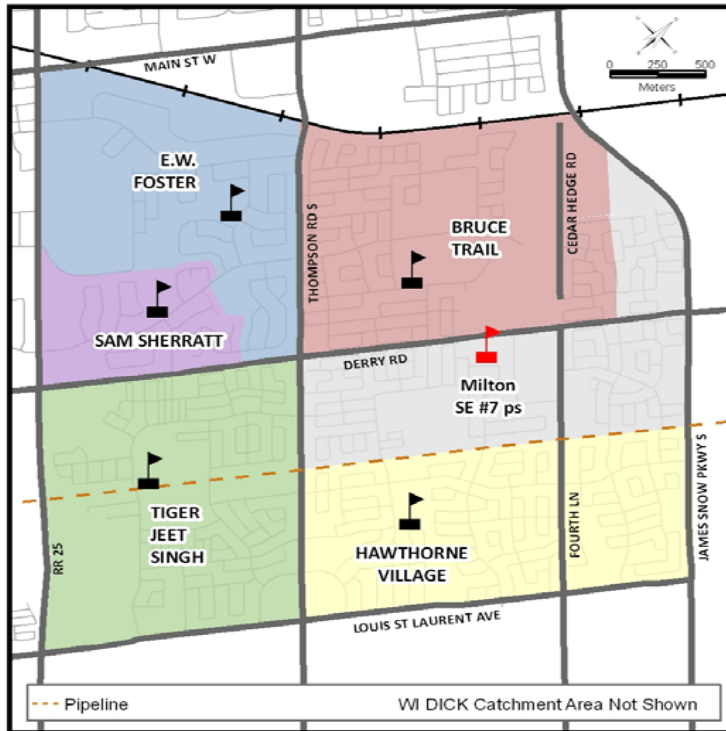 MAIN ST W
0 250 500
Meters
E.W.
FOSTER
THOMPSON RD S
CEDAR HEDGE RD
BRUCE
TRAIL
SAM SHERRATT
DERRY RD
Milton
SE #7 ps
TIGER
JEET
SINGH
RR 25
HAWTHORNE
VILLAGE
FOURTH LN
JAMES SNOW PKWY S
LOUIS ST LAURENT AVE
Pipeline
WI DICK Catchment Area Not Shown